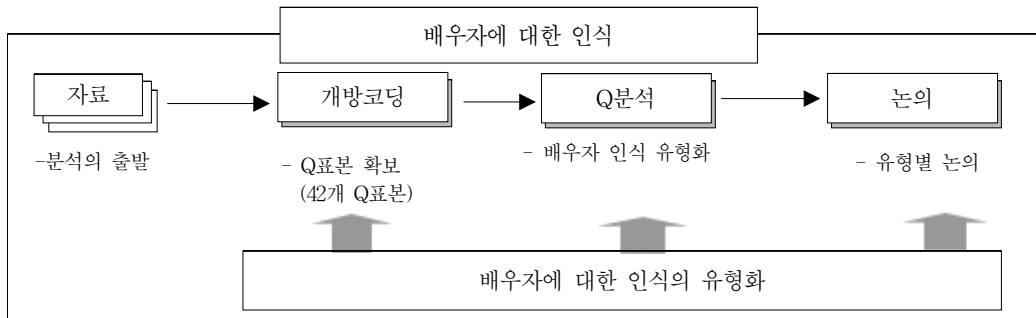 배우자에 대한 인식
자료
개방코딩
Q분석
논의
-분석의 출발
- Q표본 확보
(42개 Q표본)
- 배우자 인식 유형화
- 유형별 논의
배우자에 대한 인식의 유형화